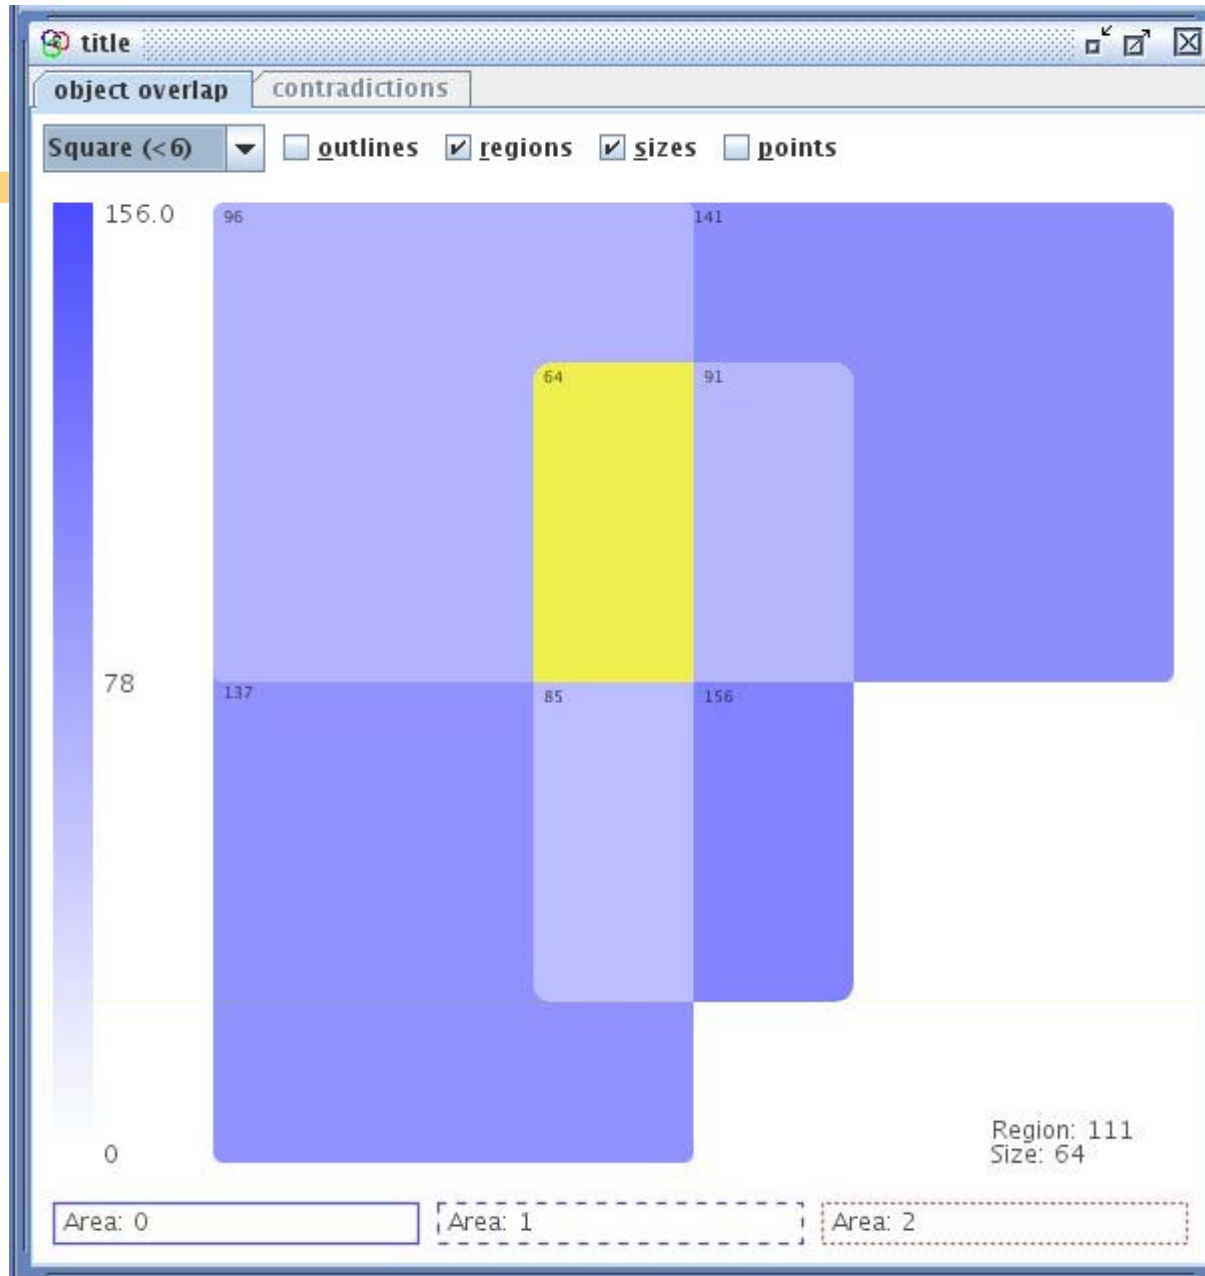 title
object overlap contradictions
Square (<6) outlines regions sizes points
156.0 96 141
64 91
78 137 85 156
Region: 111
0 Size: 64
Area: 0 Area: 1 Area: 2